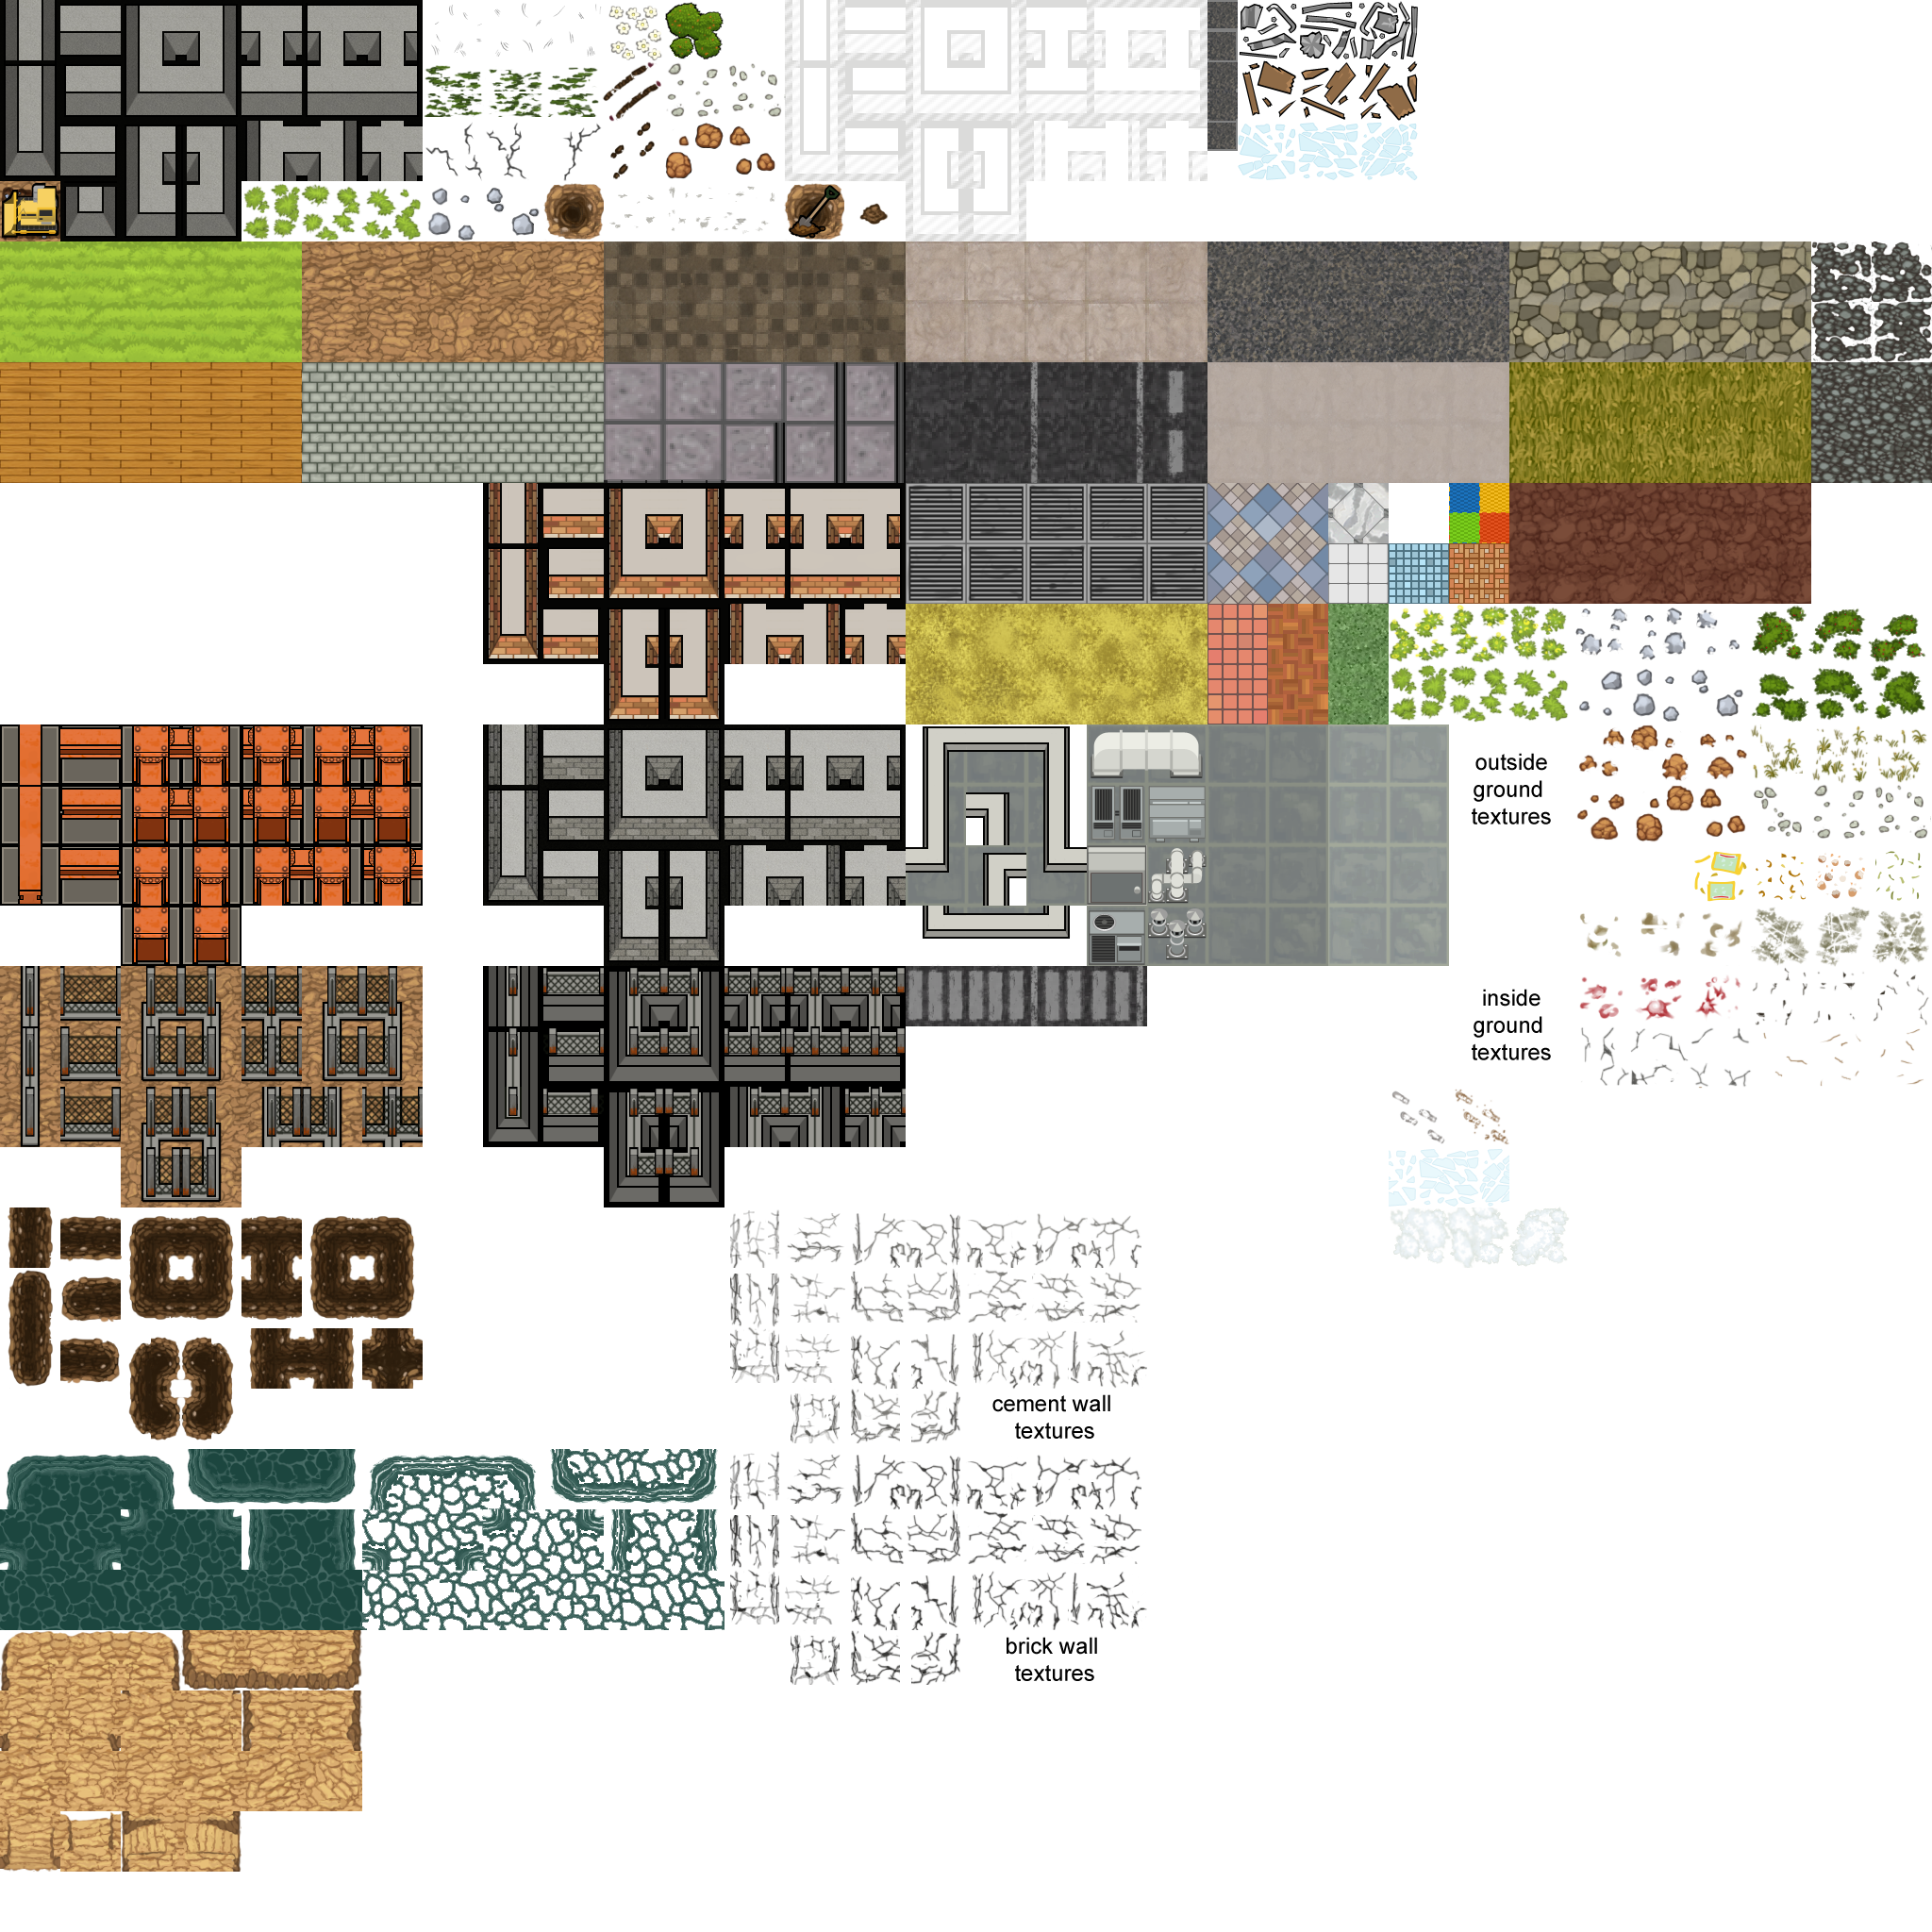 outside
ground
textures
inside
ground
textures
cement wall
textures
brick wall
textures